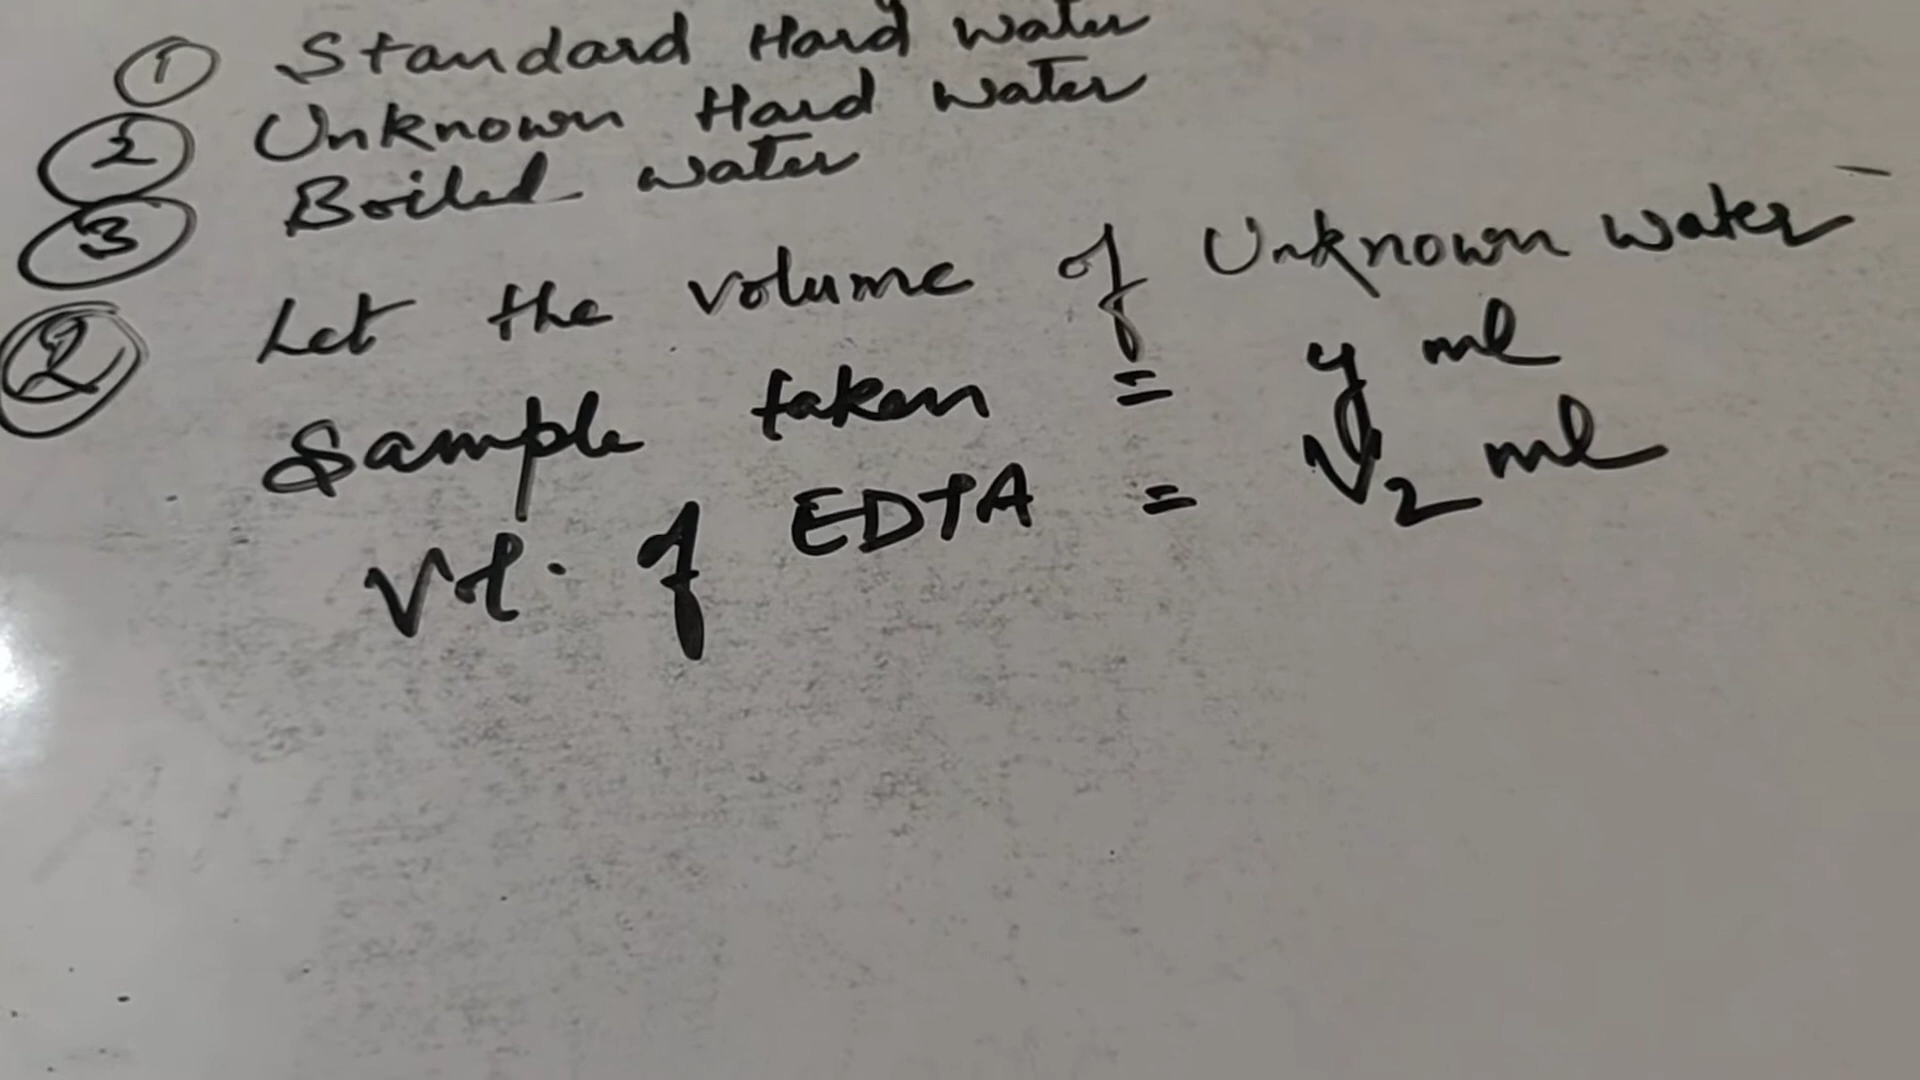 ① Standard Hard water
② Unknown Hard water
③ Boiled water
② Let the volume of Unknown water
Sample taken = y ml
Vol. of EDTA = V₂ ml